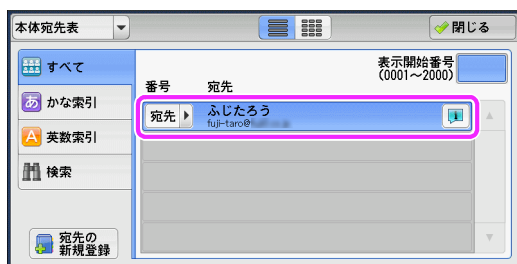 本体宛先表
閉じる
すべて
かな索引
英数索引
検索
宛先の
新規登録
表示開始番号
(0001~2000)
番号 宛先
宛先 ふじたろう
fuji-taro@